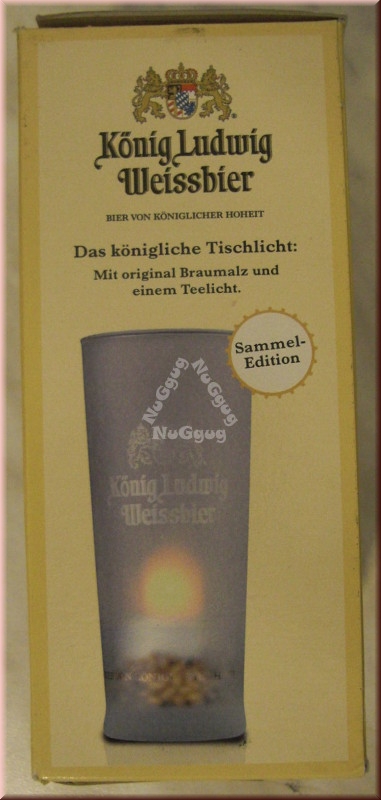 König Ludwig
Weissbier
BIER VON KÖNIGLICHER HOHEIT
Das königliche Tischlicht:
Mit original Braumalz und
einem Teelicht.
Sammel-
Edition
NuGgug
NuGgug
NuGgug
König Ludwig
Weissbier